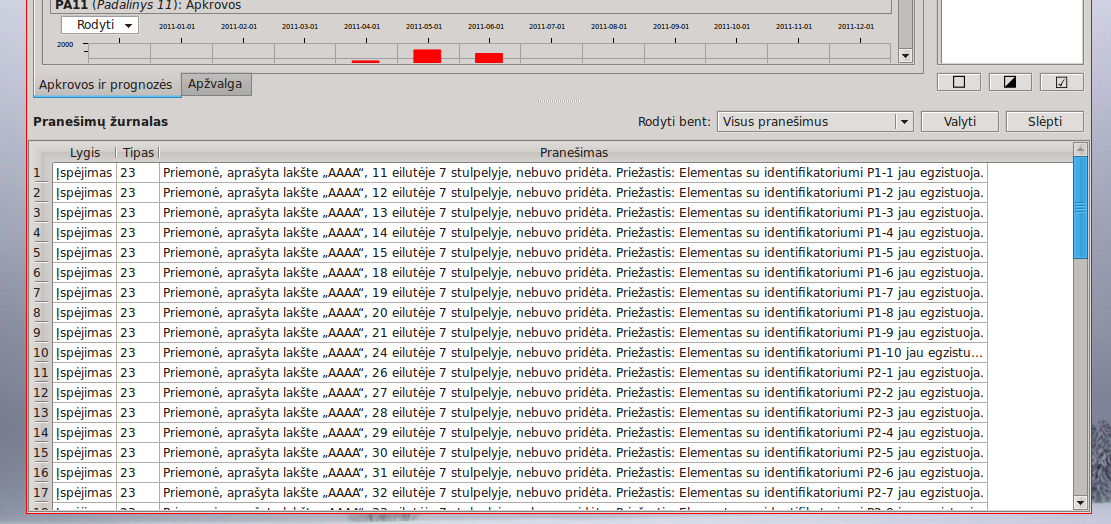 PA11 (Padalinys 11): Apkrovos
Rodyti 2011-01-01 2011-02-01 2011-03-01 2011-04-01 2011-05-01 2011-06-01 2011-07-01 2011-08-01 2011-09-01 2011-10-01 2011-11-01 2011-12-01
2000
Apkrovos ir prognozės Apžvalga
Pranešimų žurnalas Rodyti bent: Visus pranešimus Valyti Slėpti
Lygis Tipas Pranešimas
1 Įspėjimas 23 Priemonė, aprašyta lakšte „AAAA“, 11 eilutėje 7 stulpelyje, nebuvo pridėta. Priežastis: Elementas su identifikatoriumi P1-1 jau egzistuoja.
2 Įspėjimas 23 Priemonė, aprašyta lakšte „AAAA“, 12 eilutėje 7 stulpelyje, nebuvo pridėta. Priežastis: Elementas su identifikatoriumi P1-2 jau egzistuoja.
3 Įspėjimas 23 Priemonė, aprašyta lakšte „AAAA“, 13 eilutėje 7 stulpelyje, nebuvo pridėta. Priežastis: Elementas su identifikatoriumi P1-3 jau egzistuoja.
4 Įspėjimas 23 Priemonė, aprašyta lakšte „AAAA“, 14 eilutėje 7 stulpelyje, nebuvo pridėta. Priežastis: Elementas su identifikatoriumi P1-4 jau egzistuoja.
5 Įspėjimas 23 Priemonė, aprašyta lakšte „AAAA“, 15 eilutėje 7 stulpelyje, nebuvo pridėta. Priežastis: Elementas su identifikatoriumi P1-5 jau egzistuoja.
6 Įspėjimas 23 Priemonė, aprašyta lakšte „AAAA“, 18 eilutėje 7 stulpelyje, nebuvo pridėta. Priežastis: Elementas su identifikatoriumi P1-6 jau egzistuoja.
7 Įspėjimas 23 Priemonė, aprašyta lakšte „AAAA“, 19 eilutėje 7 stulpelyje, nebuvo pridėta. Priežastis: Elementas su identifikatoriumi P1-7 jau egzistuoja.
8 Įspėjimas 23 Priemonė, aprašyta lakšte „AAAA“, 20 eilutėje 7 stulpelyje, nebuvo pridėta. Priežastis: Elementas su identifikatoriumi P1-8 jau egzistuoja.
9 Įspėjimas 23 Priemonė, aprašyta lakšte „AAAA“, 21 eilutėje 7 stulpelyje, nebuvo pridėta. Priežastis: Elementas su identifikatoriumi P1-9 jau egzistuoja.
10 Įspėjimas 23 Priemonė, aprašyta lakšte „AAAA“, 24 eilutėje 7 stulpelyje, nebuvo pridėta. Priežastis: Elementas su identifikatoriumi P1-10 jau egzistu...
11 Įspėjimas 23 Priemonė, aprašyta lakšte „AAAA“, 26 eilutėje 7 stulpelyje, nebuvo pridėta. Priežastis: Elementas su identifikatoriumi P2-1 jau egzistuoja.
12 Įspėjimas 23 Priemonė, aprašyta lakšte „AAAA“, 27 eilutėje 7 stulpelyje, nebuvo pridėta. Priežastis: Elementas su identifikatoriumi P2-2 jau egzistuoja.
13 Įspėjimas 23 Priemonė, aprašyta lakšte „AAAA“, 28 eilutėje 7 stulpelyje, nebuvo pridėta. Priežastis: Elementas su identifikatoriumi P2-3 jau egzistuoja.
14 Įspėjimas 23 Priemonė, aprašyta lakšte „AAAA“, 29 eilutėje 7 stulpelyje, nebuvo pridėta. Priežastis: Elementas su identifikatoriumi P2-4 jau egzistuoja.
15 Įspėjimas 23 Priemonė, aprašyta lakšte „AAAA“, 30 eilutėje 7 stulpelyje, nebuvo pridėta. Priežastis: Elementas su identifikatoriumi P2-5 jau egzistuoja.
16 Įspėjimas 23 Priemonė, aprašyta lakšte „AAAA“, 31 eilutėje 7 stulpelyje, nebuvo pridėta. Priežastis: Elementas su identifikatoriumi P2-6 jau egzistuoja.
17 Įspėjimas 23 Priemonė, aprašyta lakšte „AAAA“, 32 eilutėje 7 stulpelyje, nebuvo pridėta. Priežastis: Elementas su identifikatoriumi P2-7 jau egzistuoja.